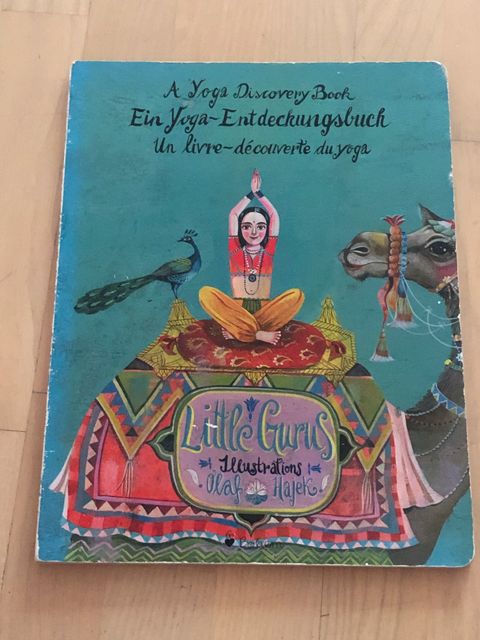 A Yoga Discovery Book
Ein Yoga-Entdeckungsbuch
Un livre-découverte du yoga
Little Gurus
Illustrations
Olaf Hajek